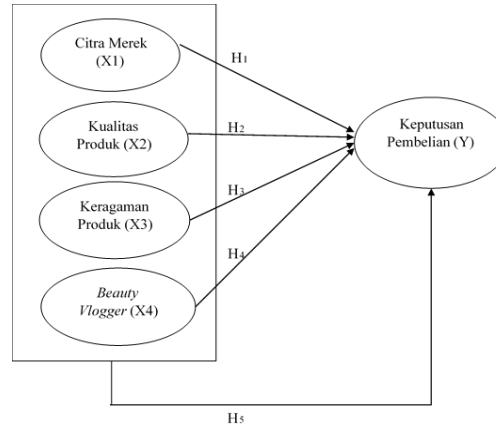 Citra Merek
(X1)
H1
Kualitas
Produk (X2)
H2
Keputusan
Pembelian (Y)
Keragaman
Produk (X3)
H3
Beauty
Vlogger (X4)
H4
H5